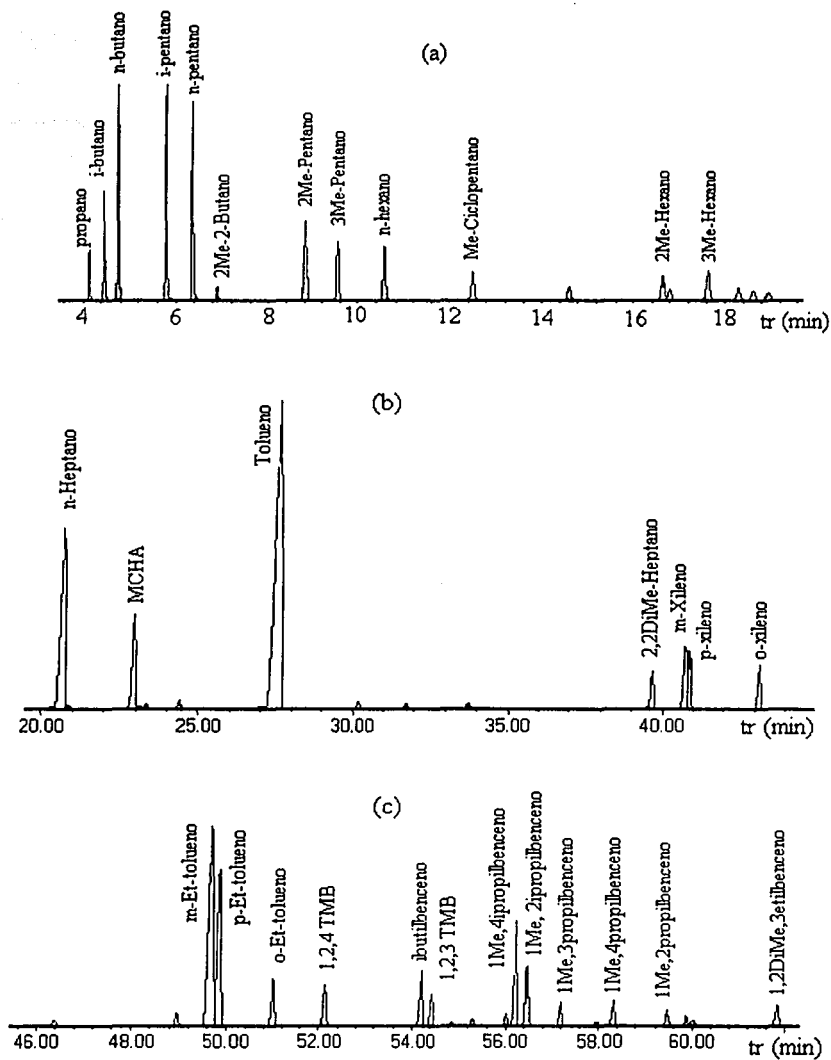 (a)
propano
i-butano
n-butano
i-pentano
n-pentano
2Me-2-Butano
2Me-Pentano
3Me-Pentano
n-hexano
Me-Ciclopentano
2Me-Hexano
3Me-Hexano
4 6 8 10 12 14 16 18 tr (min)
(b)
n-Heptano
MCHA
Tolueno
2,2DiMe-Heptano
m-Xileno
p-xileno
o-xileno
20.00 25.00 30.00 35.00 40.00 tr (min)
(c)
m-Et-tolueno
p-Et-tolueno
o-Et-tolueno
1,2,4 TMB
ibutilbenceno
1,2,3 TMB
1Me,4ipropilbenceno
1Me, 2ipropilbenceno
1Me,3propilbenceno
1Me,4propilbenceno
1Me,2propilbenceno
1,2DiMe,3etilbenceno
46.00 48.00 50.00 52.00 54.00 56.00 58.00 60.00 tr (min)